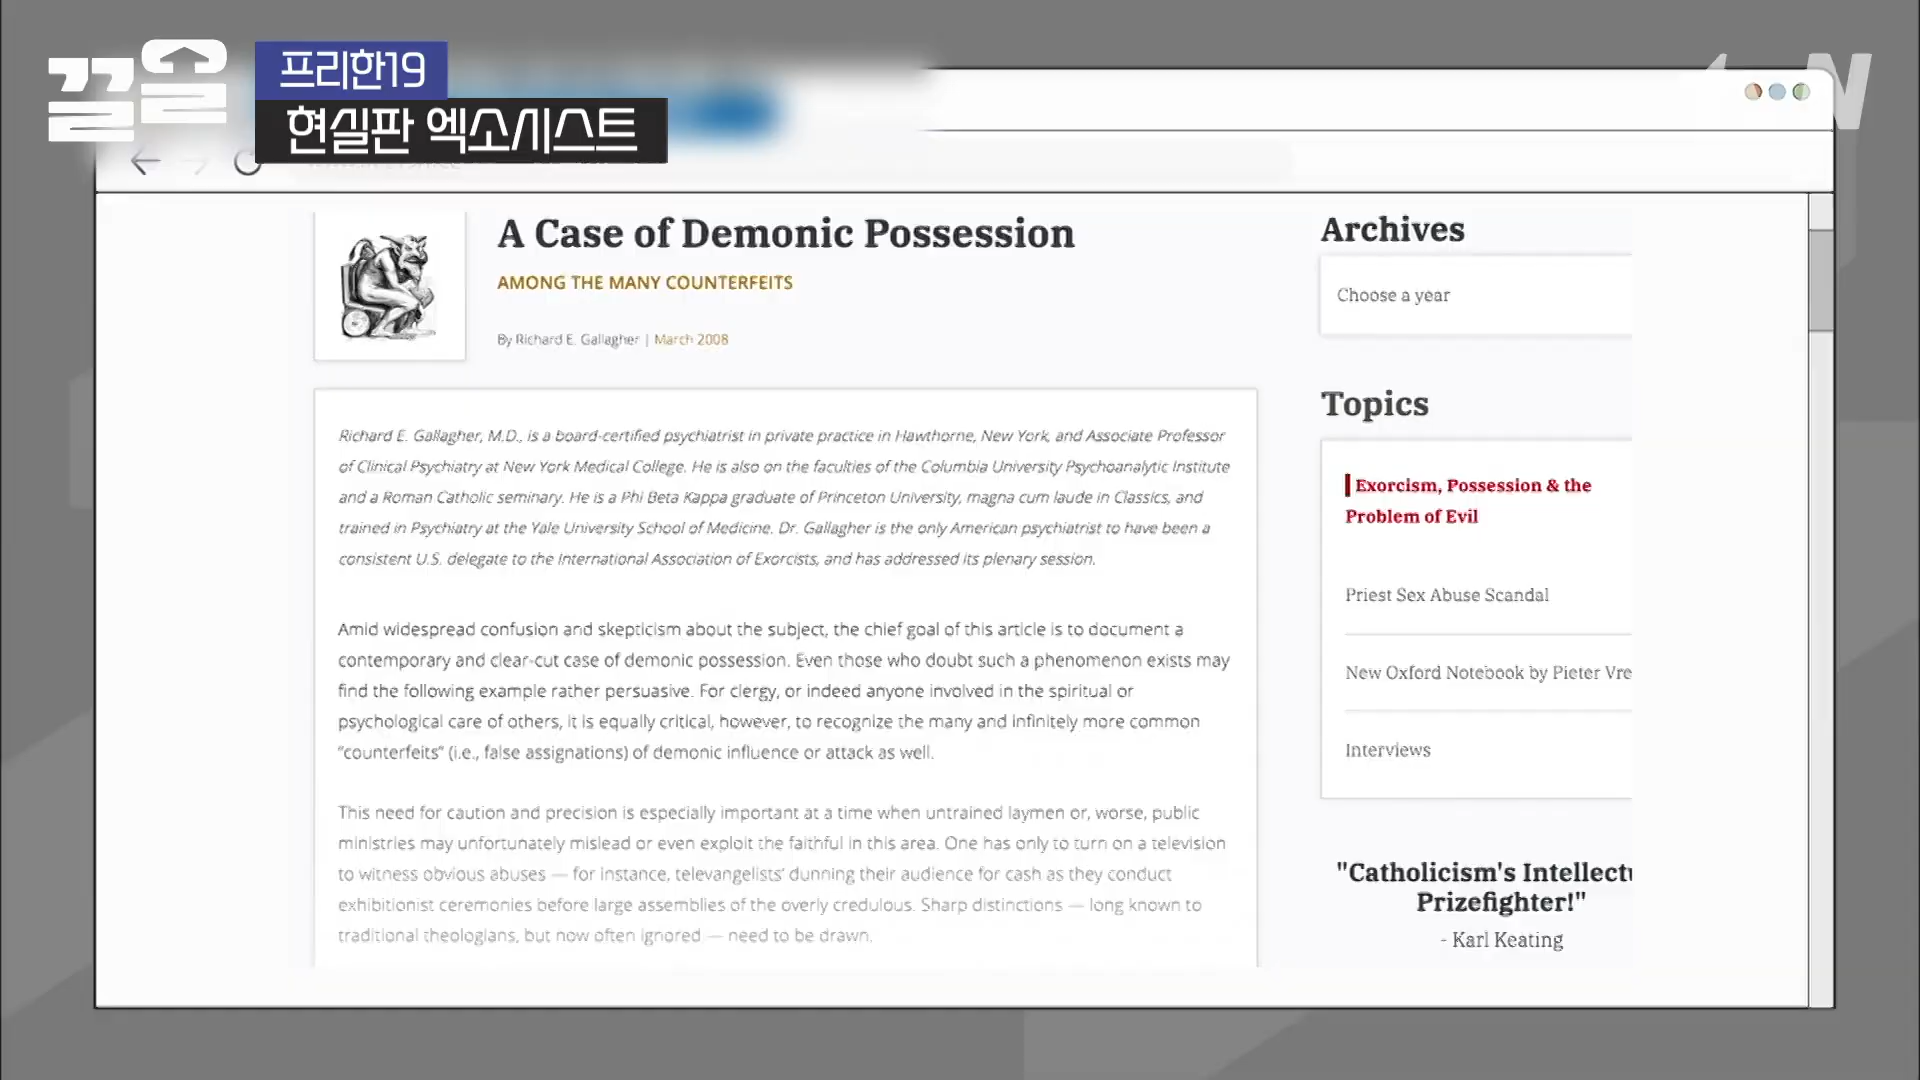 끌올
프리한19
현실판 엑소시스트
A Case of Demonic Possession
AMONG THE MANY COUNTERFEITS
By Richard E. Gallagher | March 2008
Richard E. Gallagher, M.D., is a board-certified psychiatrist in private practice in Hawthorne, New York, and Associate Professor
of Clinical Psychiatry at New York Medical College. He is also on the faculties of the Columbia University Psychoanalytic Institute
and a Roman Catholic seminary. He is a Phi Beta Kappa graduate of Princeton University, magna cum laude in Classics, and
trained in Psychiatry at the Yale University School of Medicine. Dr. Gallagher is the only American psychiatrist to have been a
consistent U.S. delegate to the International Association of Exorcists, and has addressed its plenary session.
Amid widespread confusion and skepticism about the subject, the chief goal of this article is to document a
contemporary and clear-cut case of demonic possession. Even those who doubt such a phenomenon exists may
find the following example rather persuasive. For clergy, or indeed anyone involved in the spiritual or
psychological care of others, it is equally critical, however, to recognize the many and infinitely more common
“counterfeits” (i.e., false assignations) of demonic influence or attack as well.
This need for caution and precision is especially important at a time when untrained laymen or, worse, public
ministries may unfortunately mislead or even exploit the faithful in this area. One has only to turn on a television
to witness obvious abuses — for instance, televangelists’ dunning their audience for cash as they conduct
exhibitionist ceremonies before large assemblies of the overly credulous. Sharp distinctions — long known to
traditional theologians, but now often ignored — need to be drawn.
Archives
Choose a year
Topics
Exorcism, Possession & the
Problem of Evil
Priest Sex Abuse Scandal
New Oxford Notebook by Pieter Vre
Interviews
"Catholicism's Intellectu
Prizefighter!"
- Karl Keating